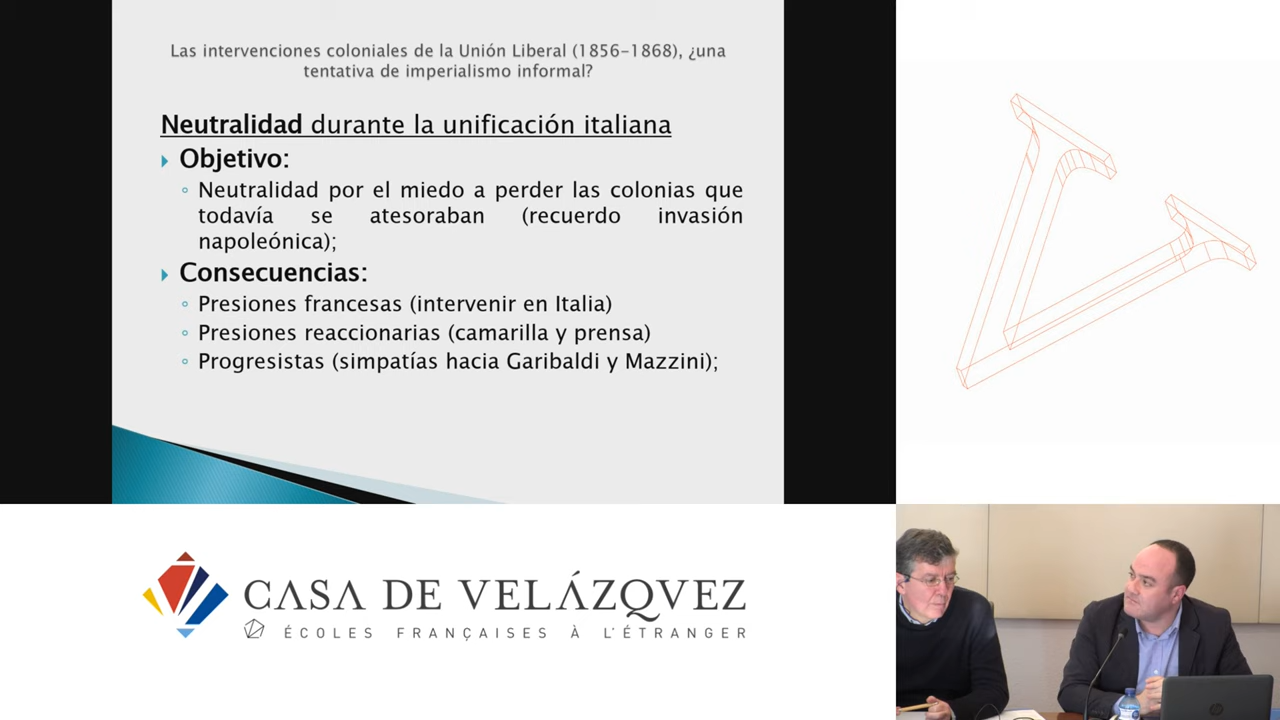 Las intervenciones coloniales de la Unión Liberal (1856-1868), ¿una
tentativa de imperialismo informal?
Neutralidad durante la unificación italiana
Objetivo:
Neutralidad por el miedo a perder las colonias que
todavía se atesoraban (recuerdo invasión
napoleónica);
Consecuencias:
Presiones francesas (intervenir en Italia)
Presiones reaccionarias (camarilla y prensa)
Progresistas (simpatías hacia Garibaldi y Mazzini);
CASA DE VELÁZQVEZ
ÉCOLES FRANÇAISES À L'ÉTRANGER
hp